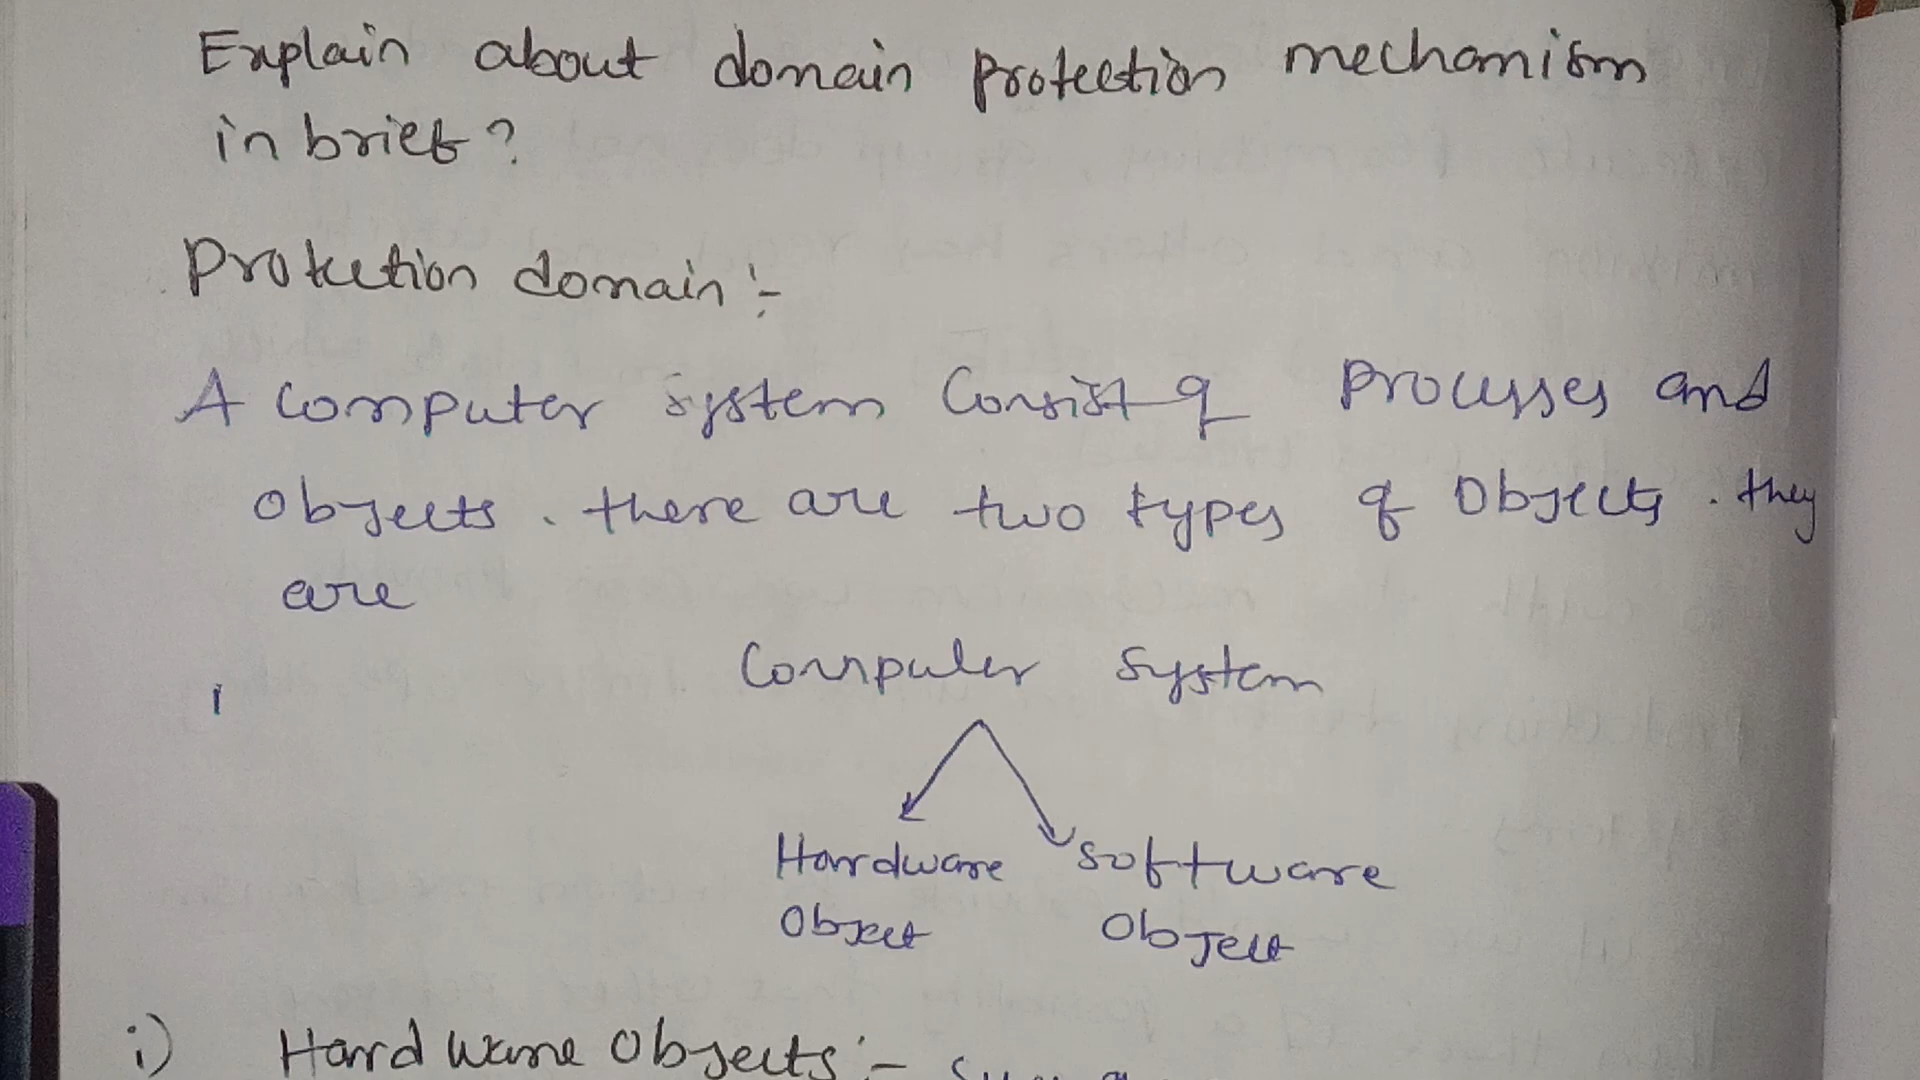 Explain about domain protection mechanism
in brief?
Protection domain :-
A computer system consist of processes and
objects. there are two types of objects. they
are
Computer system
Hardware software
Object Object
i) Hardware objects :-